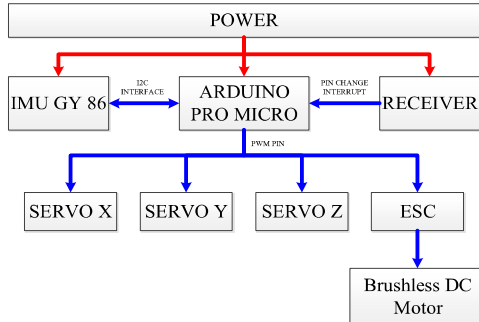 POWER
I2C
INTERFACE
PIN CHANGE
INTERRUPT
IMU GY 86
ARDUINO
PRO MICRO
RECEIVER
PWM PIN
SERVO X
SERVO Y
SERVO Z
ESC
Brushless DC
Motor